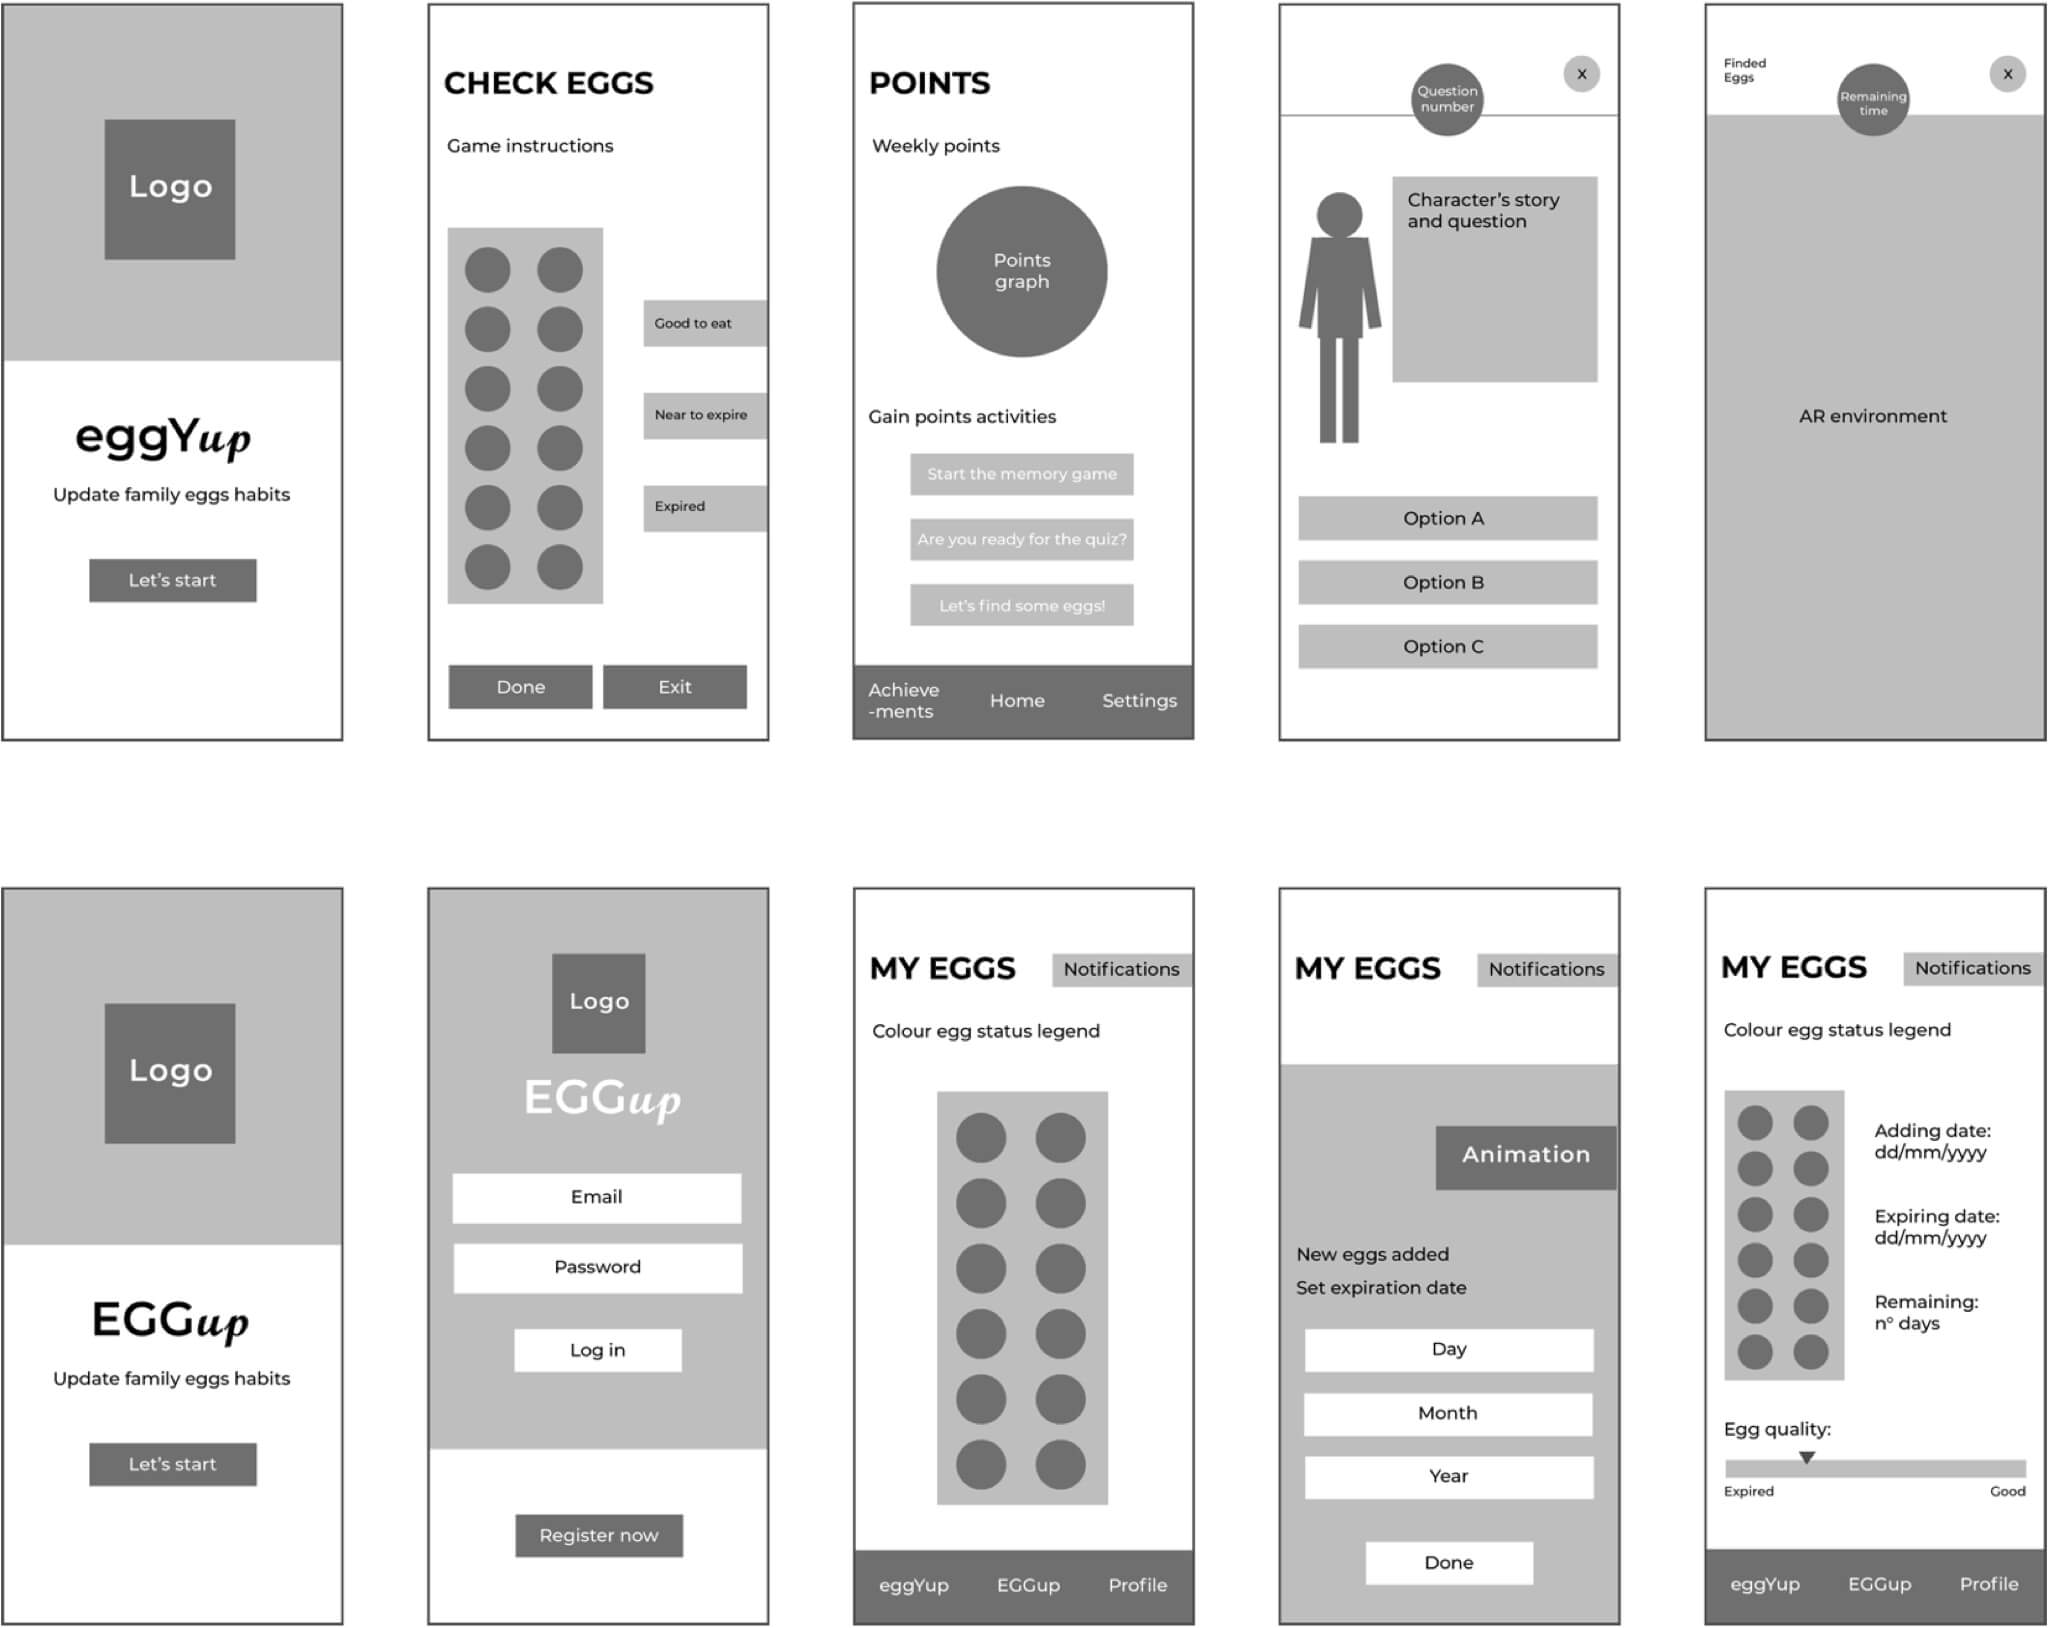 Logo
eggYup
Update family eggs habits
Let's start
CHECK EGGS
Game instructions
Good to eat
Near to expire
Expired
Done
Exit
POINTS
Weekly points
Points
graph
Gain points activities
Start the memory game
Are you ready for the quiz?
Let's find some eggs!
Achieve
-ments
Home
Settings
Question
number
X
Character's story
and question
Option A
Option B
Option C
Finded
Eggs
Remaining
time
X
AR environment
Logo
EGGup
Update family eggs habits
Let's start
Logo
EGGup
Email
Password
Log in
Register now
MY EGGS
Notifications
Colour egg status legend
eggYup
EGGup
Profile
MY EGGS
Notifications
Animation
New eggs added
Set expiration date
Day
Month
Year
Done
MY EGGS
Notifications
Colour egg status legend
Adding date:
dd/mm/yyyy
Expiring date:
dd/mm/yyyy
Remaining:
n° days
Egg quality:
Expired
Good
eggYup
EGGup
Profile